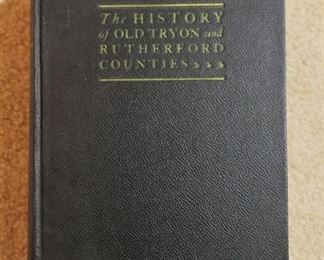 The HISTORY
of OLD TRYON and
RUTHERFORD
COUNTIES